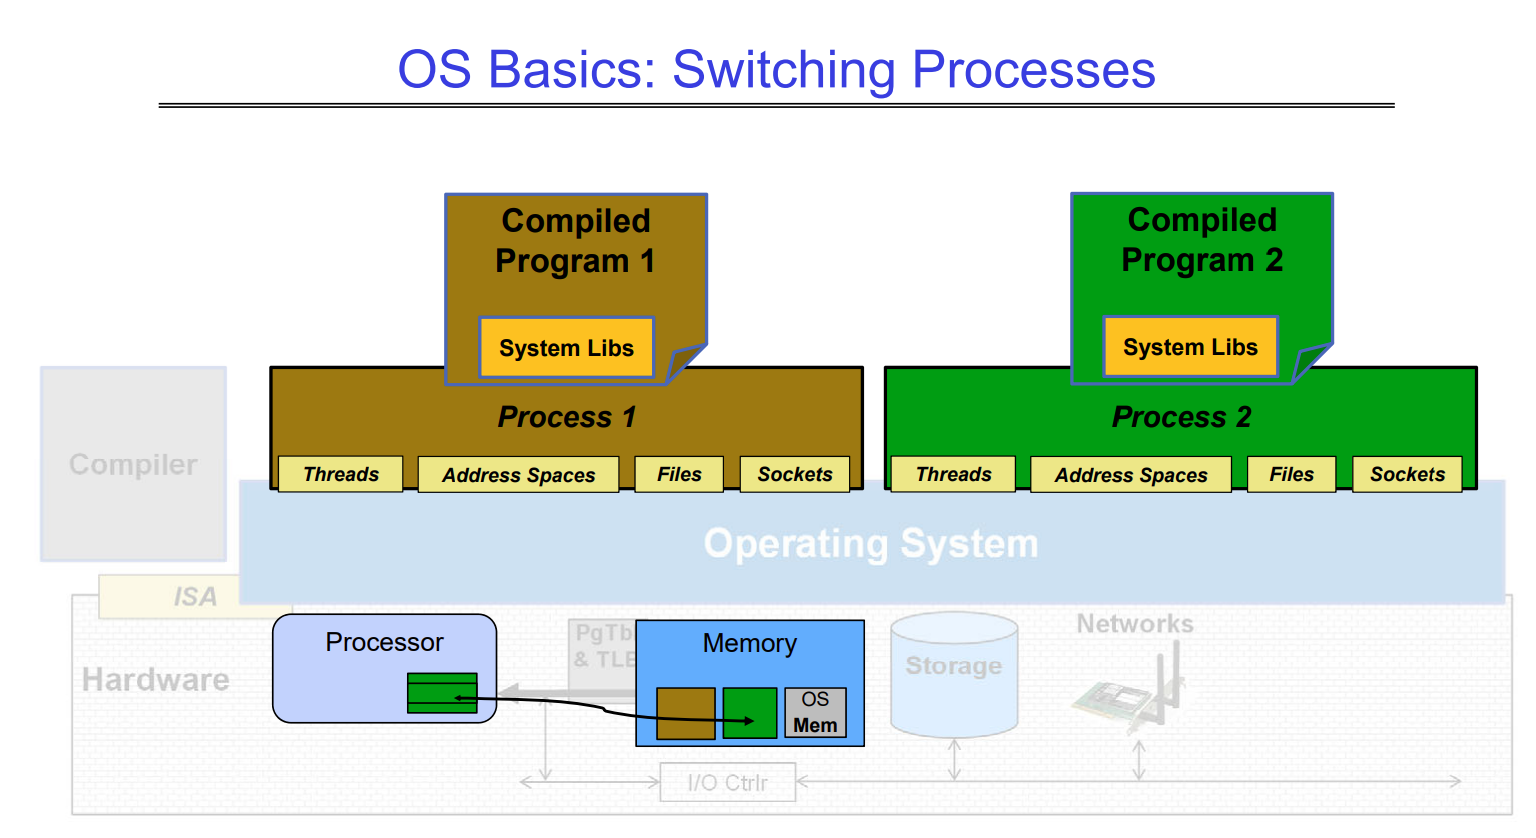 OS Basics: Switching Processes
Compiled
Program 1
System Libs
Compiled
Program 2
System Libs
Process 1
Threads
Address Spaces
Files
Sockets
Process 2
Threads
Address Spaces
Files
Sockets
Compiler
Operating System
ISA
Hardware
Processor
PgTb
& TLB
Memory
OS
Mem
Storage
Networks
I/O Ctrlr